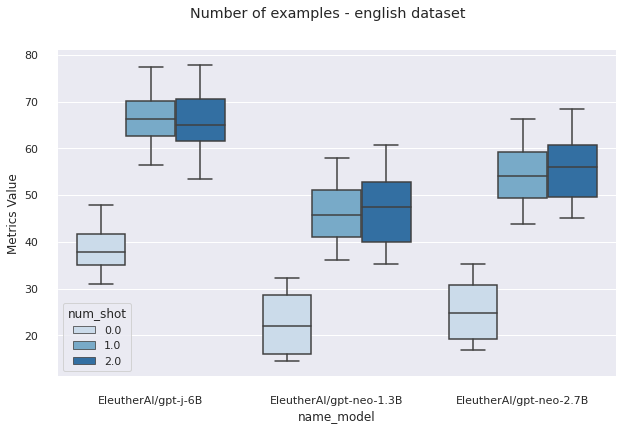 Number of examples - english dataset
80
70
60
50
40
30
20
Metrics Value
num_shot
0.0
1.0
2.0
EleutherAI/gpt-j-6B
EleutherAI/gpt-neo-1.3B
EleutherAI/gpt-neo-2.7B
name_model